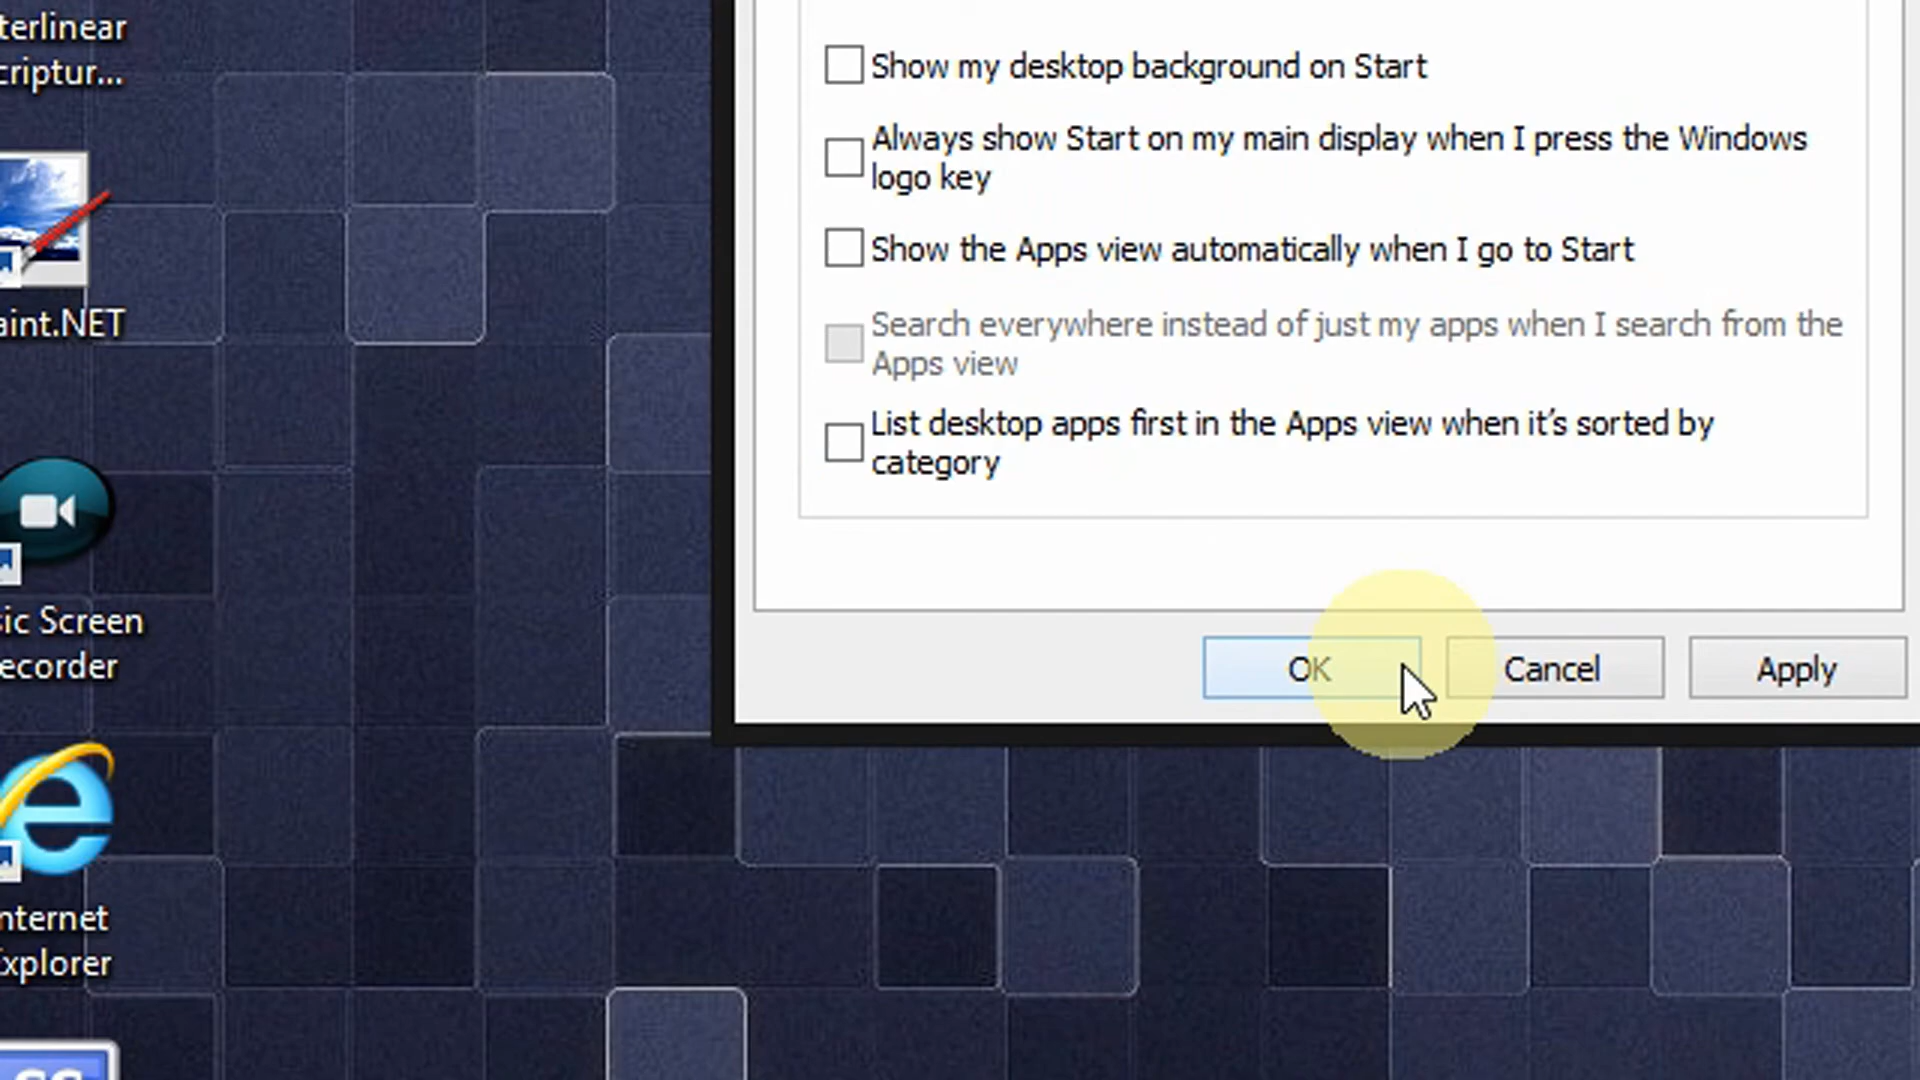 terlinear
criptur...
aint.NET
ic Screen
ecorder
nternet
xplorer
Show my desktop background on Start
Always show Start on my main display when I press the Windows
logo key
Show the Apps view automatically when I go to Start
Search everywhere instead of just my apps when I search from the
Apps view
List desktop apps first in the Apps view when it's sorted by
category
OK
Cancel
Apply